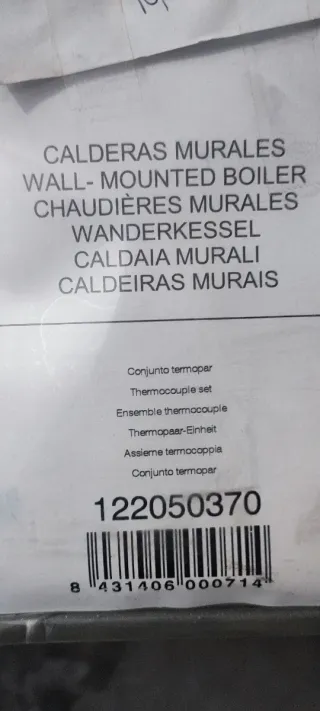 CALDERAS MURALES
WALL- MOUNTED BOILER
CHAUDIÈRES MURALES
WANDERKESSEL
CALDAIA MURALI
CALDEIRAS MURAIS
Conjunto termopar
Thermocouple set
Ensemble thermocouple
Thermopaar-Einheit
Assieme termocoppia
Conjunto termopar
122050370
8 431406 000714